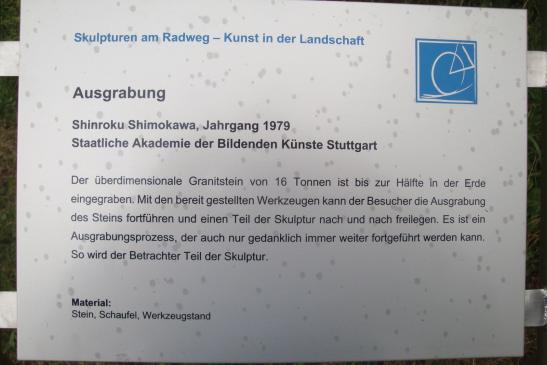 Skulpturen am Radweg – Kunst in der Landschaft
Ausgrabung
Shinroku Shimokawa, Jahrgang 1979
Staatliche Akademie der Bildenden Künste Stuttgart
Der überdimensionale Granitstein von 16 Tonnen ist bis zur Hälfte in der Erde
eingegraben. Mit den bereit gestellten Werkzeugen kann der Besucher die Ausgrabung
des Steins fortführen und einen Teil der Skulptur nach und nach freilegen. Es ist ein
Ausgrabungsprozess, der auch nur gedanklich immer weiter fortgeführt werden kann.
So wird der Betrachter Teil der Skulptur.
Material:
Stein, Schaufel, Werkzeugstand